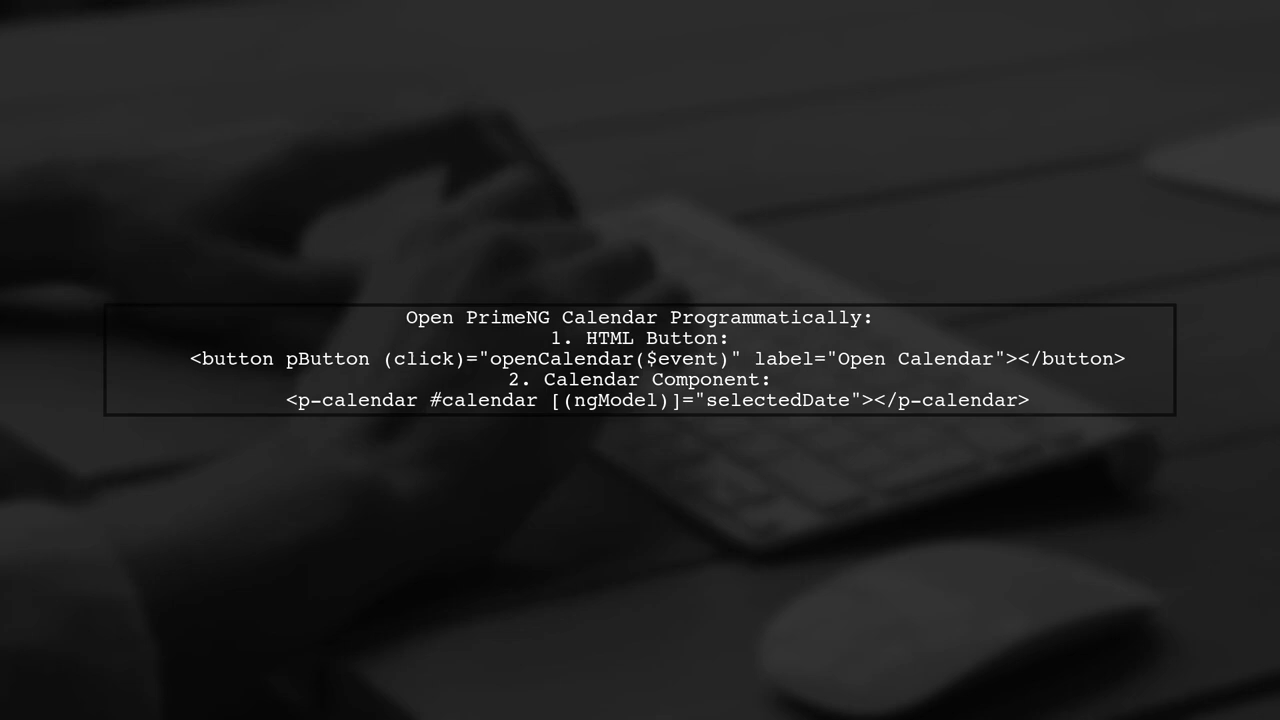 Open PrimeNG Calendar Programmatically:
1. HTML Button:
<button pButton (click)="openCalendar($event)" label="Open Calendar"></button>
2. Calendar Component:
<p-calendar #calendar [(ngModel)]="selectedDate"></p-calendar>